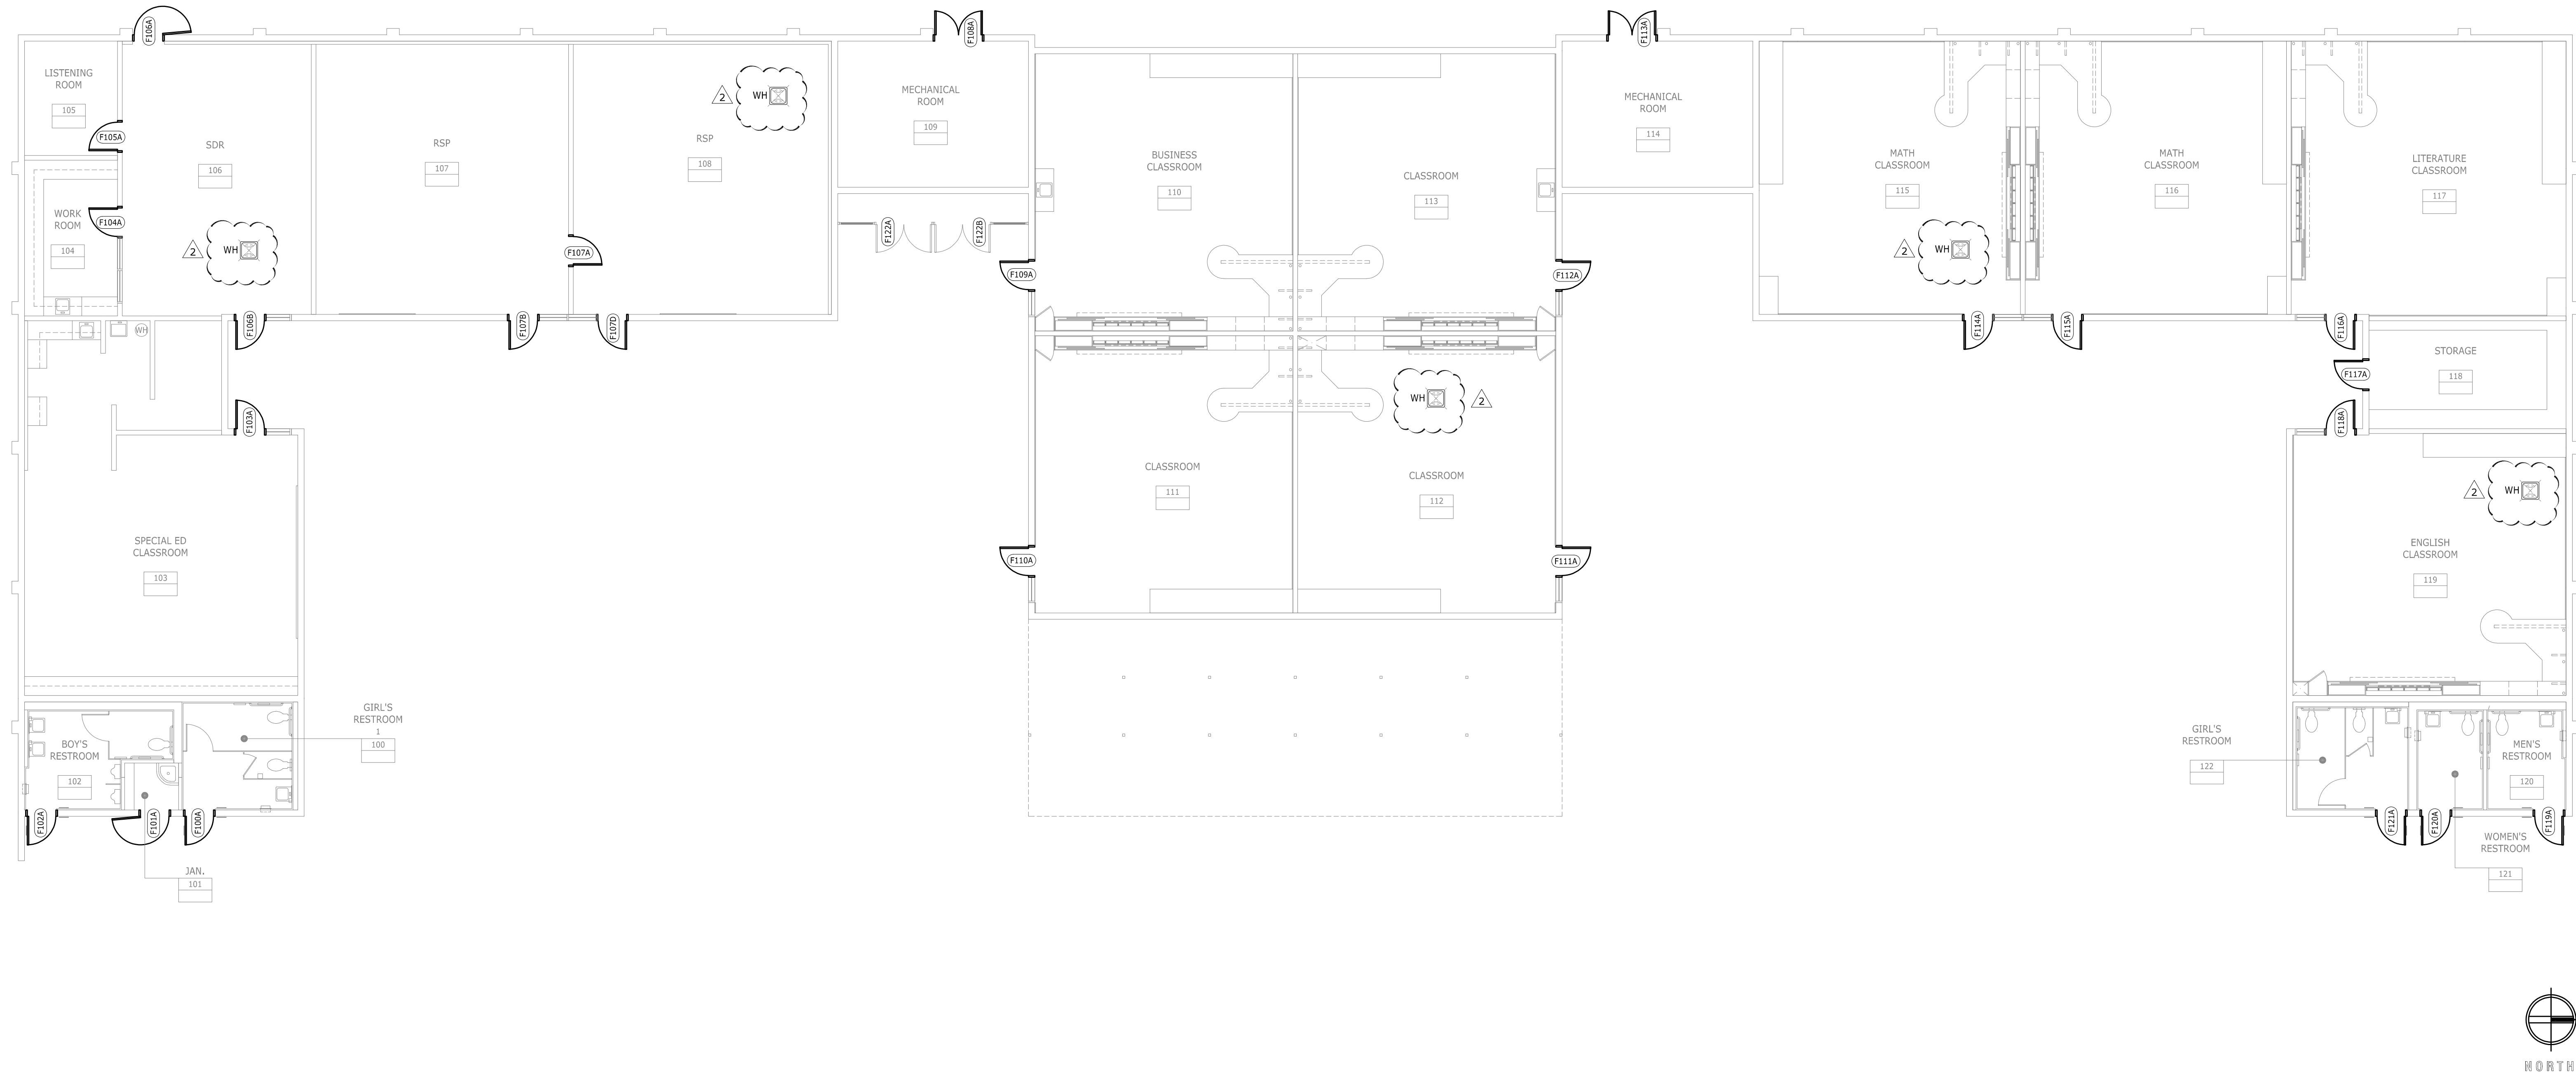 F106A
F108A
F113A
LISTENING
ROOM
105
F105A
SDR
106
RSP
107
RSP
108
2
WH
MECHANICAL
ROOM
109
BUSINESS
CLASSROOM
110
CLASSROOM
113
MECHANICAL
ROOM
114
MATH
CLASSROOM
115
MATH
CLASSROOM
116
LITERATURE
CLASSROOM
117
WORK
ROOM
104
F104A
2
WH
F107A
F122A
F122B
F109A
F112A
2
WH
WH
F106B
F107B
F107D
F114A
F115A
F116A
STORAGE
118
F117A
F103A
WH
2
F118A
CLASSROOM
111
CLASSROOM
112
2
WH
SPECIAL ED
CLASSROOM
103
F110A
F111A
ENGLISH
CLASSROOM
119
GIRL'S
RESTROOM
1
100
BOY'S
RESTROOM
102
GIRL'S
RESTROOM
122
MEN'S
RESTROOM
120
F102A
F101A
F100A
F121A
F120A
F119A
WOMEN'S
RESTROOM
121
JAN.
101
NORTH